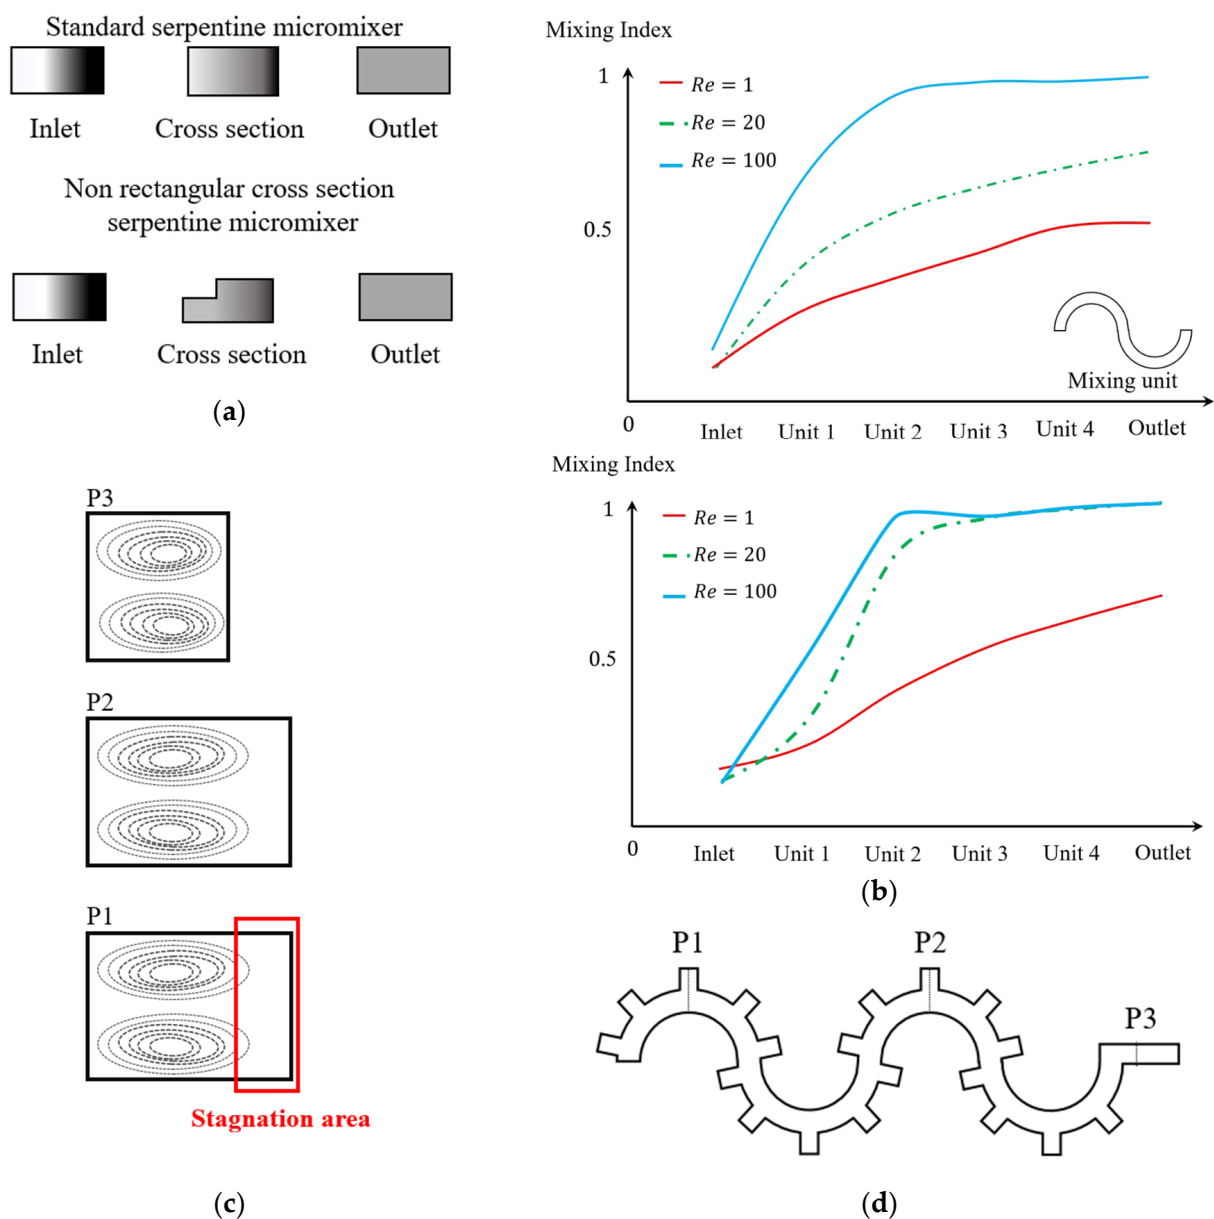 Standard serpentine micromixer
Inlet
Cross section
Outlet
Non rectangular cross section
serpentine micromixer
Inlet
Cross section
Outlet
(a)
Mixing Index
1
0.5
0
Re = 1
Re = 20
Re = 100
Mixing unit
Inlet
Unit 1
Unit 2
Unit 3
Unit 4
Outlet
Mixing Index
1
0.5
0
Re = 1
Re = 20
Re = 100
Inlet
Unit 1
Unit 2
Unit 3
Unit 4
Outlet
(b)
P3
P2
P1
Stagnation area
(c)
P1
P2
P3
(d)